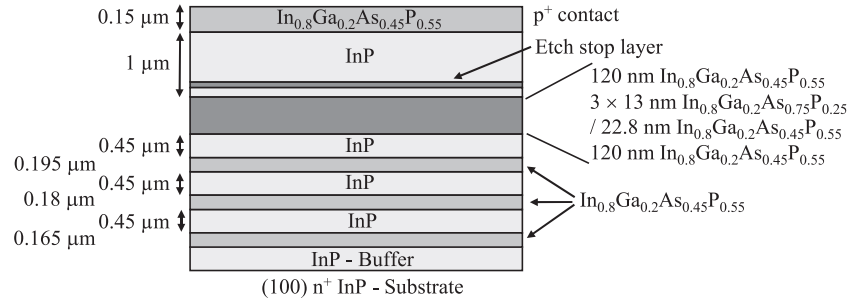 0.15 µm
In0.8Ga0.2As0.45P0.55
p+ contact
1 µm
InP
Etch stop layer
120 nm In0.8Ga0.2As0.45P0.55
3 × 13 nm In0.8Ga0.2As0.75P0.25
/ 22.8 nm In0.8Ga0.2As0.45P0.55
120 nm In0.8Ga0.2As0.45P0.55
0.45 µm
InP
0.195 µm
0.45 µm
InP
0.18 µm
In0.8Ga0.2As0.45P0.55
0.45 µm
InP
0.165 µm
InP - Buffer
(100) n+ InP - Substrate